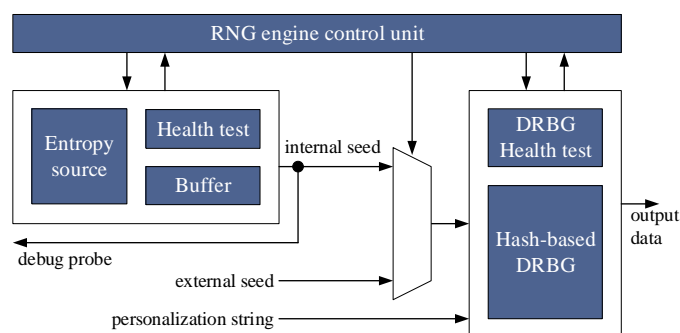 RNG engine control unit
Entropy
source
Health test
Buffer
internal seed
debug probe
external seed
personalization string
DRBG
Health test
Hash-based
DRBG
output
data